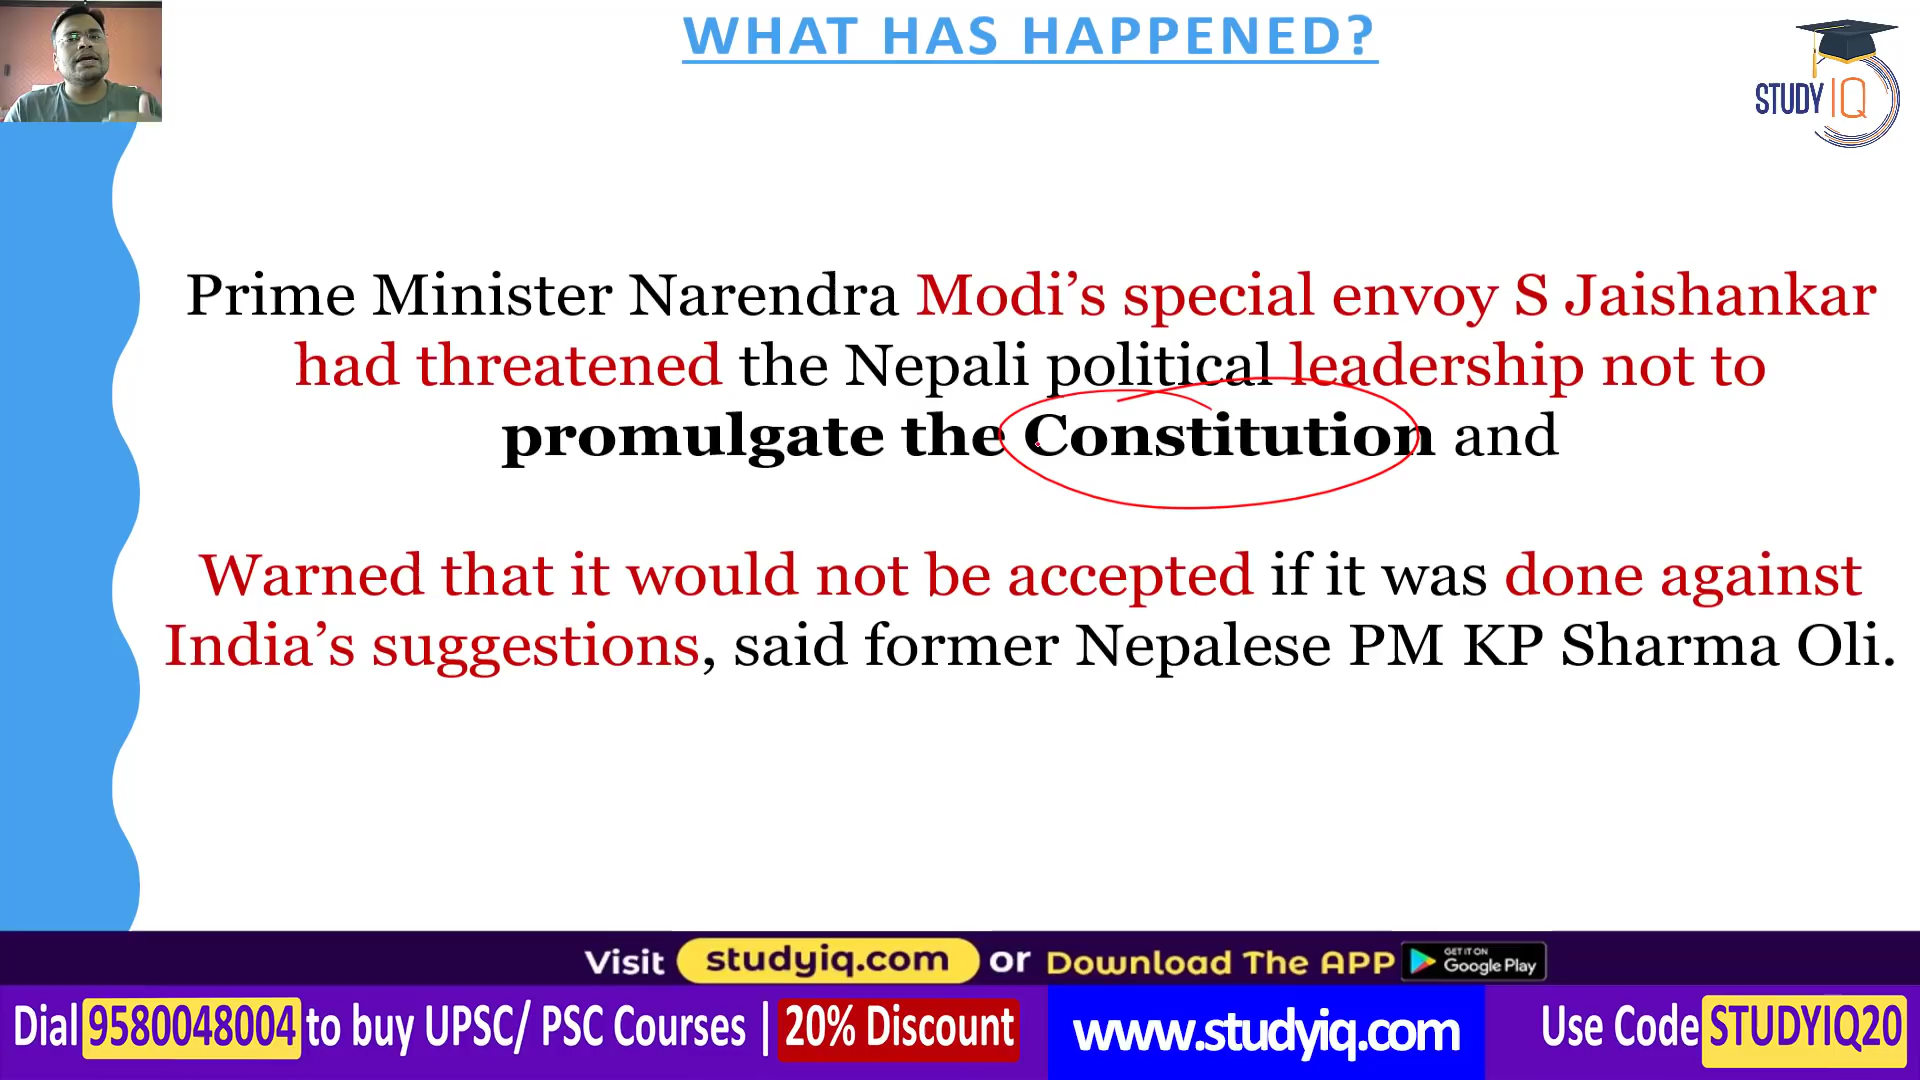 WHAT HAS HAPPENED?
STUDY IQ
Prime Minister Narendra Modi’s special envoy S Jaishankar
had threatened the Nepali political leadership not to
promulgate the Constitution and
Warned that it would not be accepted if it was done against
India’s suggestions, said former Nepalese PM KP Sharma Oli.
Visit studyiq.com or Download The APP GET IT ON Google Play
Dial 9580048004 to buy UPSC/ PSC Courses | 20% Discount www.studyiq.com Use Code STUDYIQ20